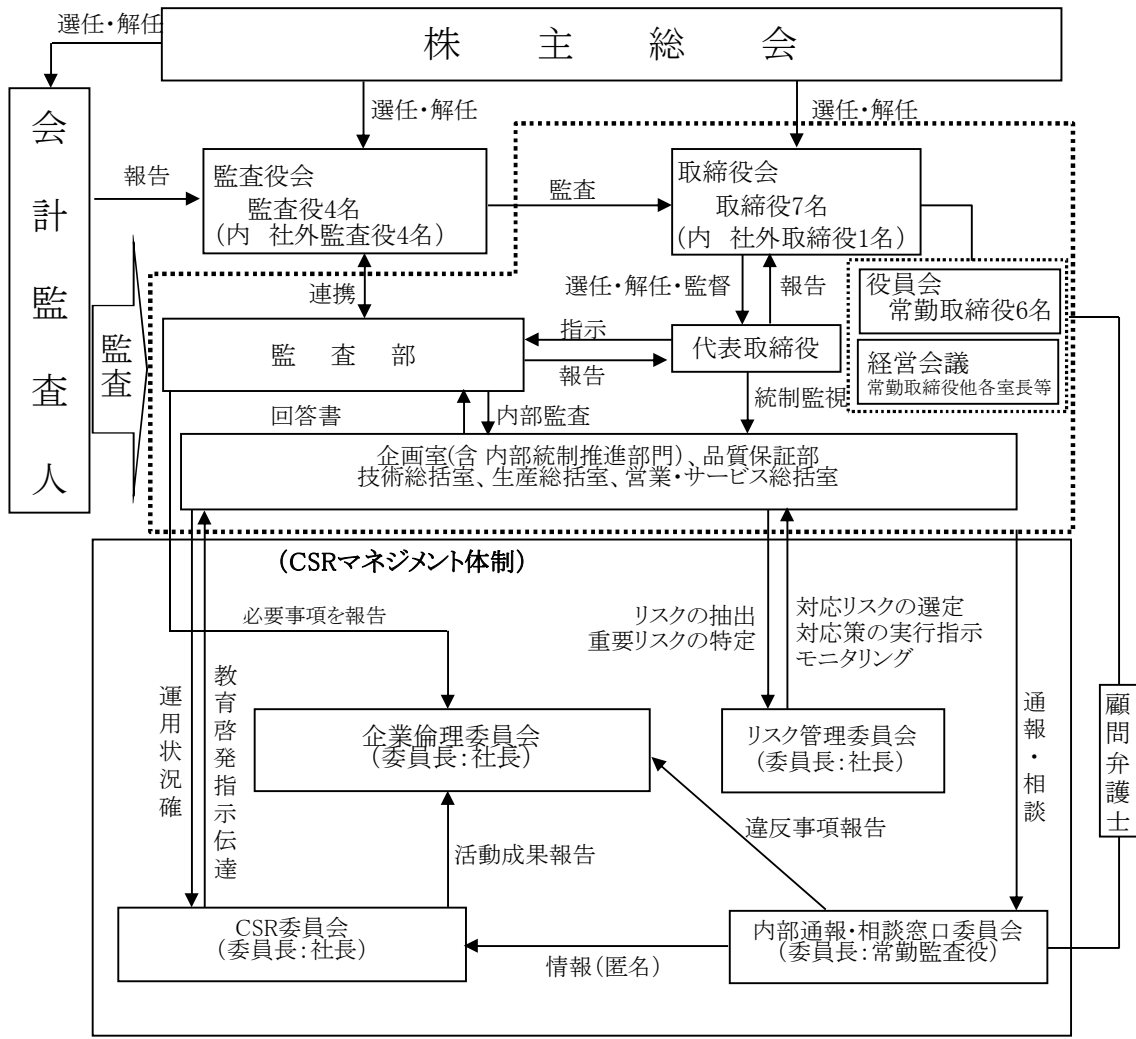 選任・解任
株主総会
会計監査人
選任・解任
選任・解任
報告
監査役会
監査役4名
(内 社外監査役4名)
監査
取締役会
取締役7名
(内 社外取締役1名)
連携
選任・解任・監督
報告
役員会
常勤取締役6名
監査
監査部
指示
報告
代表取締役
経営会議
常勤取締役他各室長等
回答書
内部監査
統制監視
企画室(含 内部統制推進部門)、品質保証部
技術総括室、生産総括室、営業・サービス総括室
(CSRマネジメント体制)
必要事項を報告
リスクの抽出
重要リスクの特定
対応リスクの選定
対応策の実行指示
モニタリング
運用状況確
教育啓発指示伝達
企業倫理委員会
(委員長:社長)
リスク管理委員会
(委員長:社長)
通報・相談
顧問弁護士
活動成果報告
違反事項報告
CSR委員会
(委員長:社長)
情報(匿名)
内部通報・相談窓口委員会
(委員長:常勤監査役)